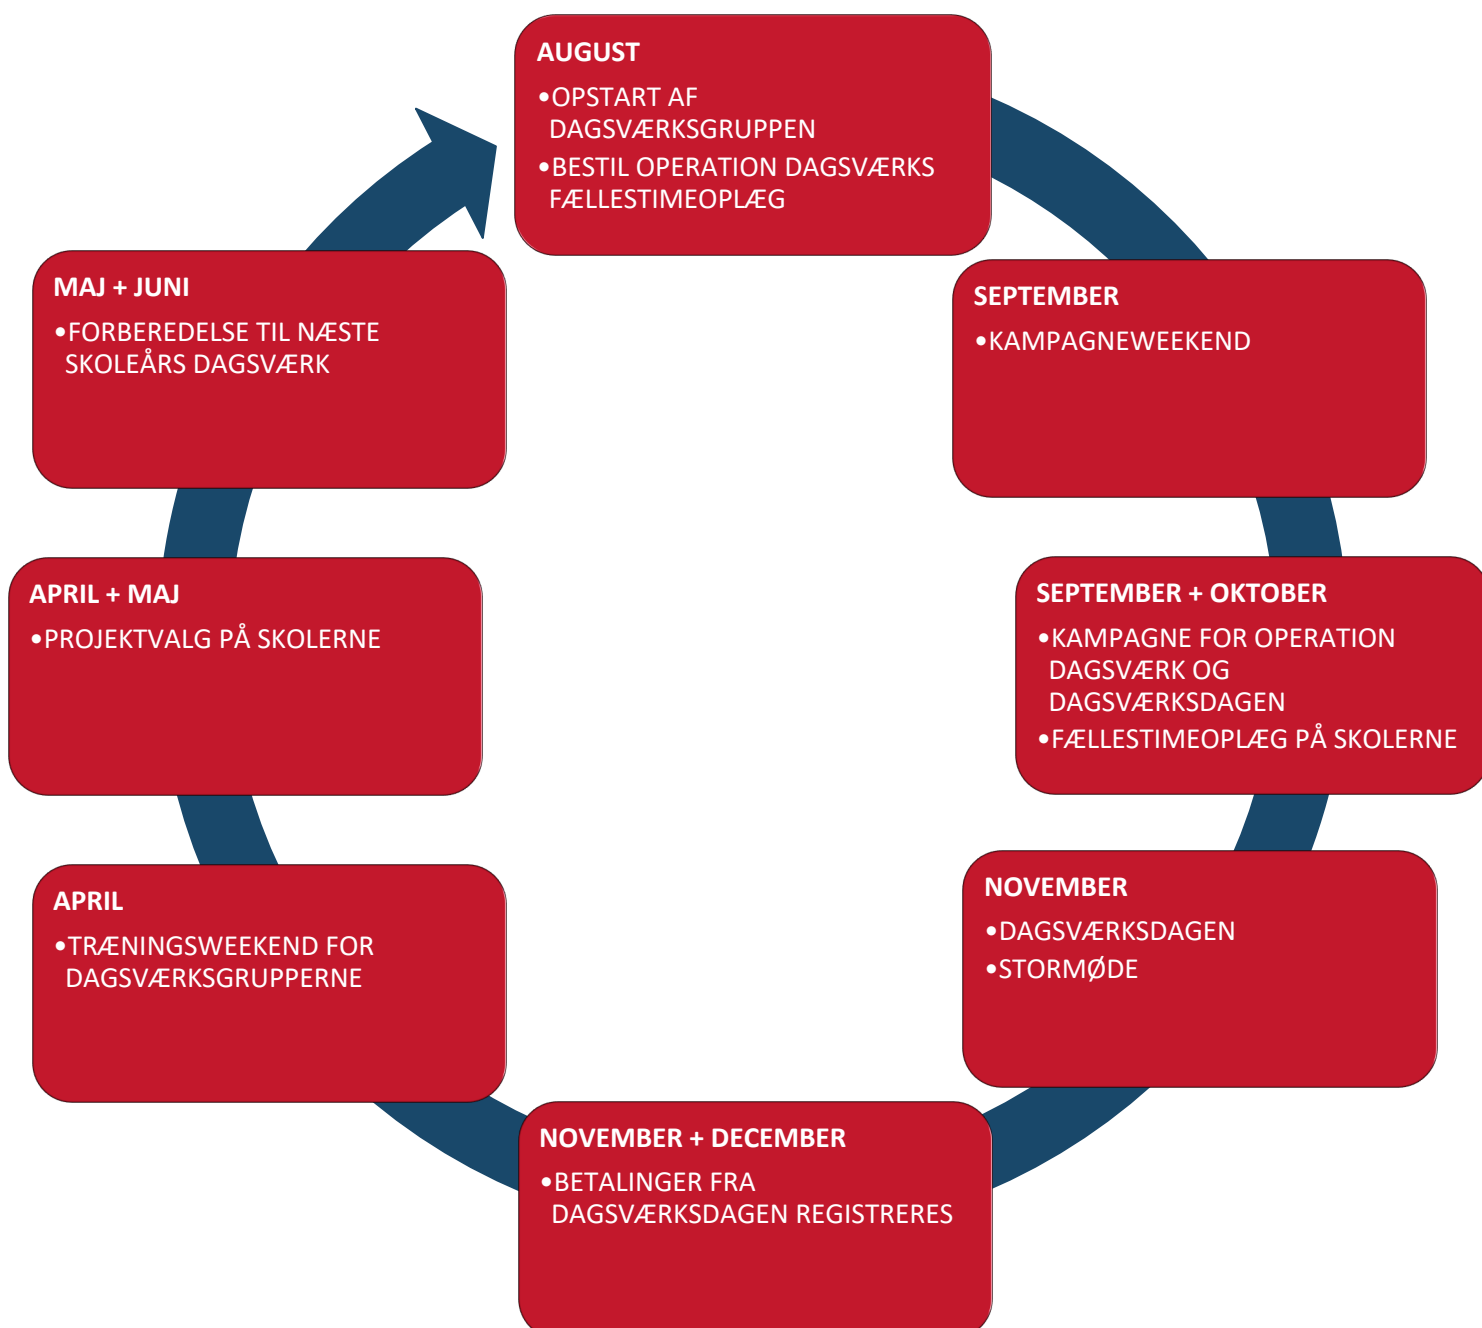 AUGUST
•OPSTART AF
DAGSVÆRKSGRUPPEN
•BESTIL OPERATION DAGSVÆRKS
FÆLLESTIMEOPLÆG
SEPTEMBER
•KAMPAGNEWEEKEND
SEPTEMBER + OKTOBER
•KAMPAGNE FOR OPERATION
DAGSVÆRK OG
DAGSVÆRKSDAGEN
•FÆLLESTIMEOPLÆG PÅ SKOLERNE
NOVEMBER
•DAGSVÆRKSDAGEN
•STORMØDE
NOVEMBER + DECEMBER
•BETALINGER FRA
DAGSVÆRKSDAGEN REGISTRERES
APRIL
•TRÆNINGSWEEKEND FOR
DAGSVÆRKSGRUPPERNE
APRIL + MAJ
•PROJEKTVALG PÅ SKOLERNE
MAJ + JUNI
•FORBEREDELSE TIL NÆSTE
SKOLEÅRS DAGSVÆRK